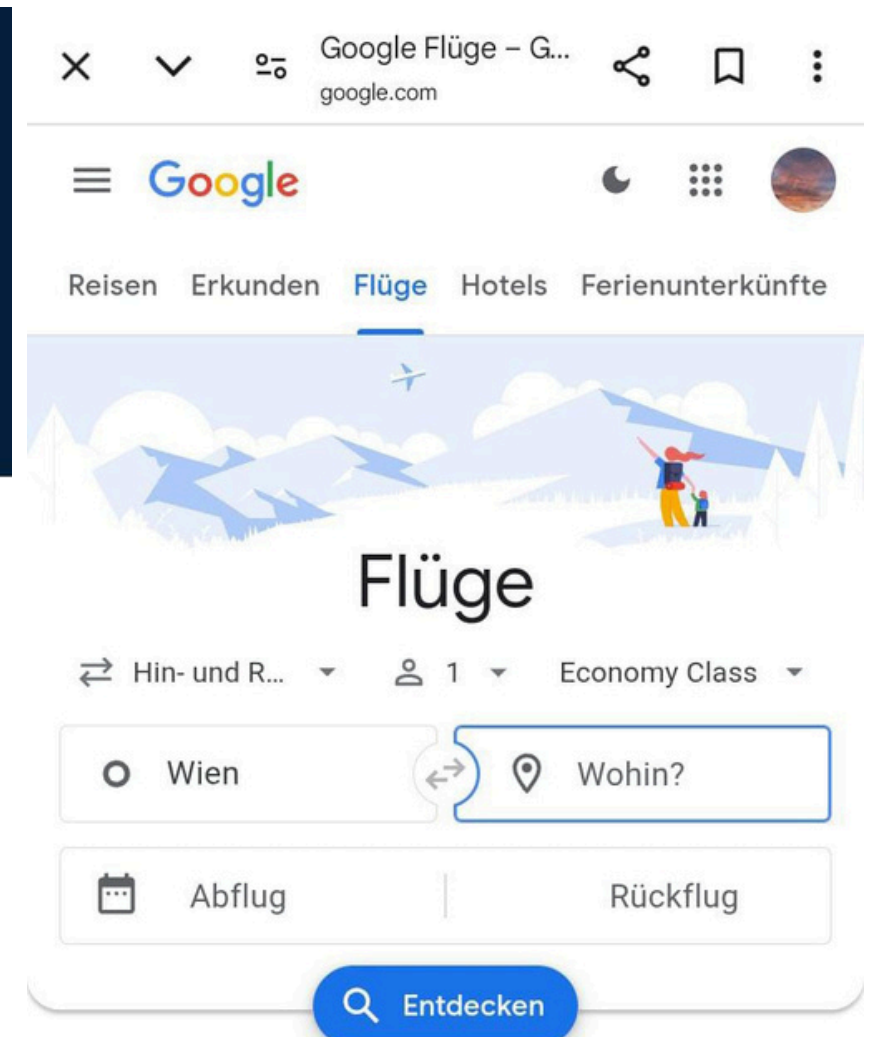 Google Flüge – G...
google.com
Google
Reisen Erkunden Flüge Hotels Ferienunterkünfte
Flüge
Hin- und R... 1 Economy Class
Wien Wohin?
Abflug Rückflug
Entdecken